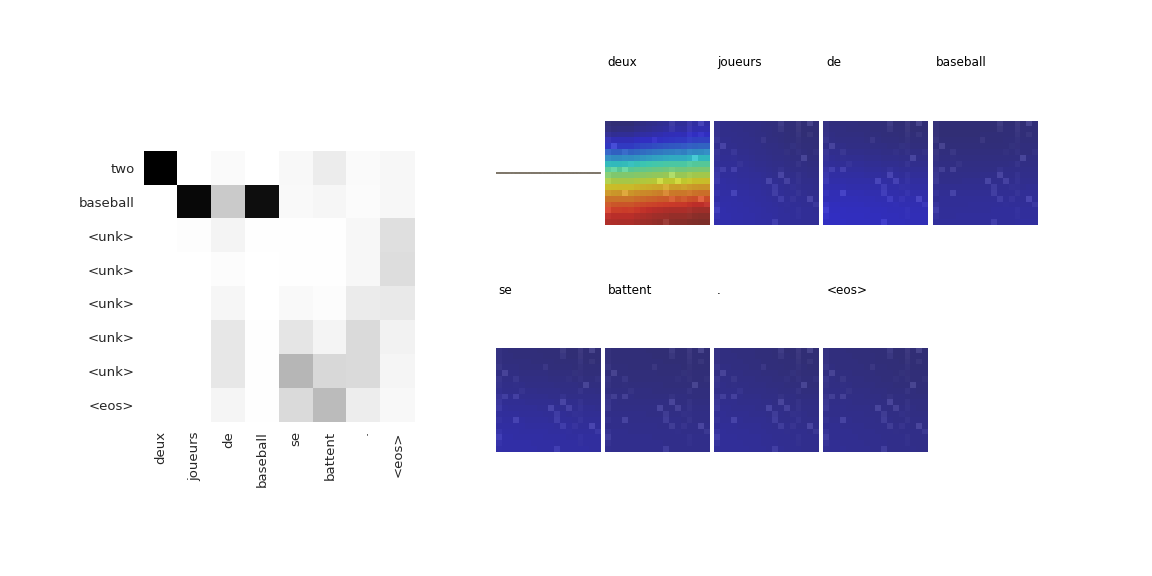 two
baseball
<unk>
<unk>
<unk>
<unk>
<unk>
<eos>
deux joueurs de baseball se battent . <eos>
deux joueurs de baseball
se battent . <eos>